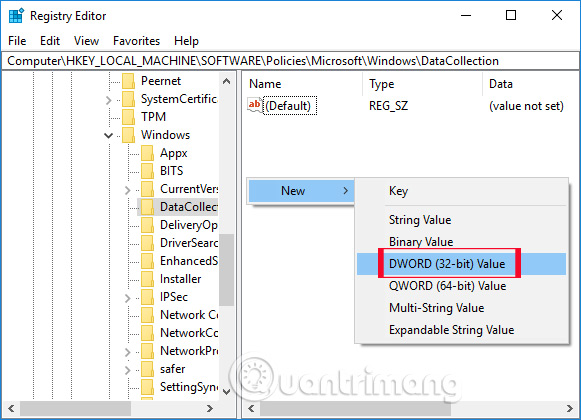 Registry Editor
File Edit View Favorites Help
Computer\HKEY_LOCAL_MACHINE\SOFTWARE\Policies\Microsoft\Windows\DataCollection
Peernet
SystemCertific
TPM
Windows
Appx
BITS
CurrentVers
DataCollect
DeliveryOp
DriverSearc
EnhancedS
Installer
IPSec
Network Co
NetworkCo
NetworkPro
safer
SettingSync
Name Type Data
ab (Default) REG_SZ (value not set)
New
Key
String Value
Binary Value
DWORD (32-bit) Value
QWORD (64-bit) Value
Multi-String Value
Expandable String Value
Quantrimang